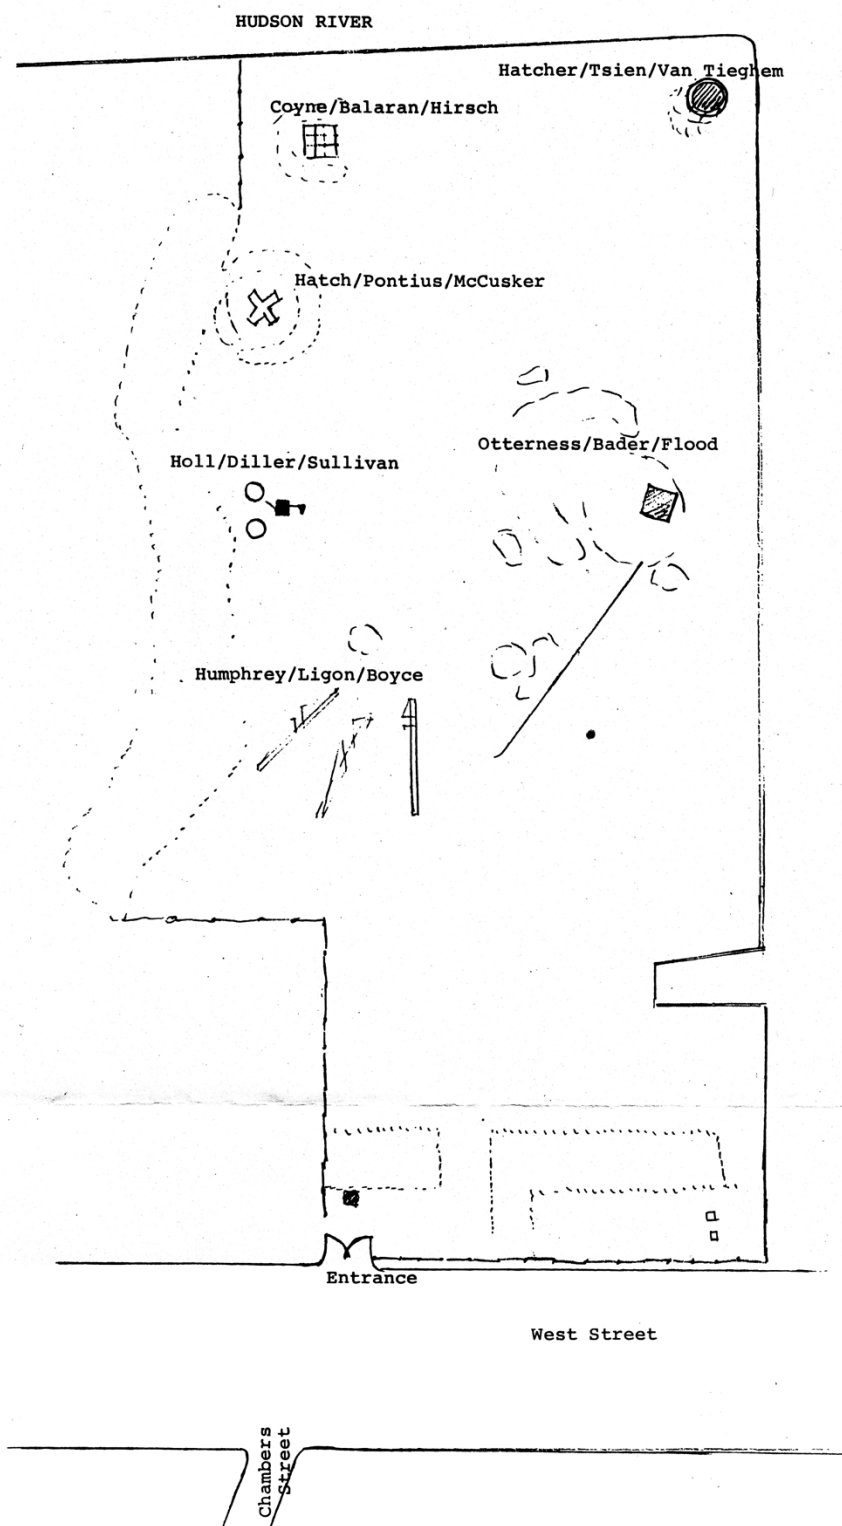 HUDSON RIVER
Hatcher/Tsien/Van Tieghem
Coyne/Balaran/Hirsch
Hatch/Pontius/McCusker
Otterness/Bader/Flood
Holl/Diller/Sullivan
Humphrey/Ligon/Boyce
Entrance
West Street
Chambers
Street